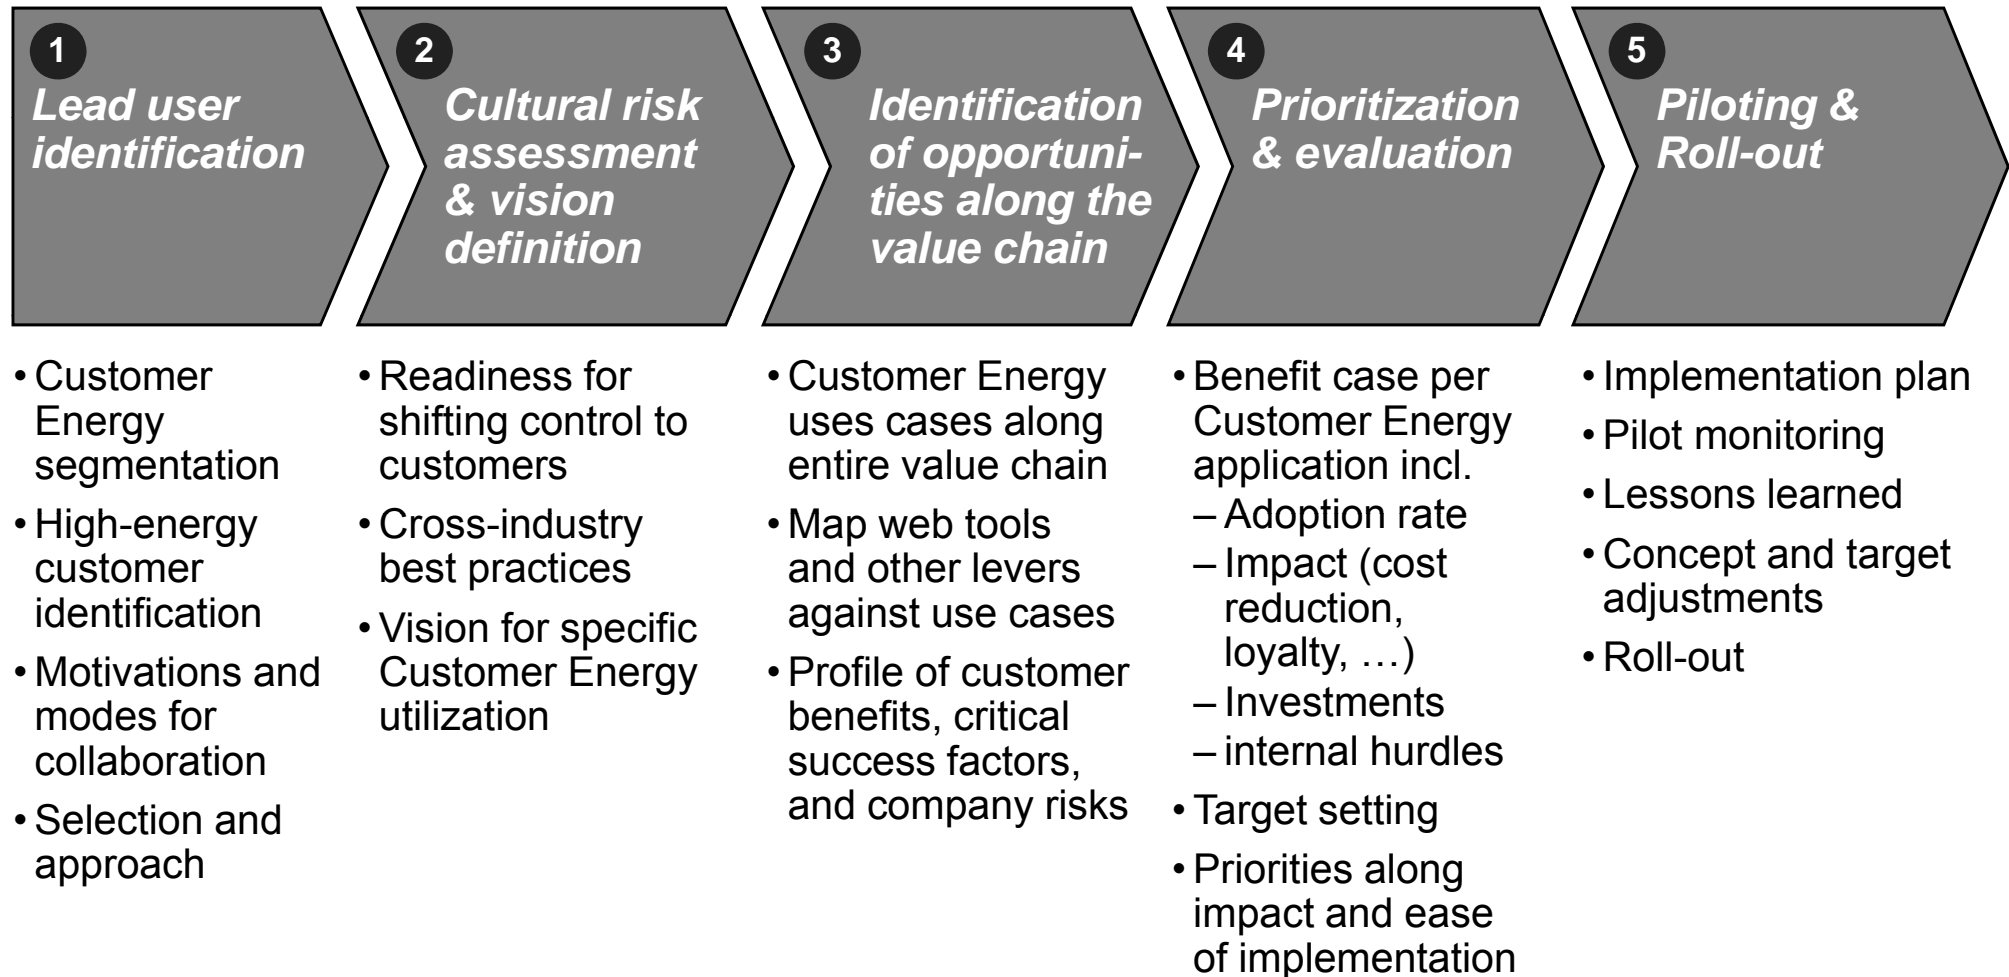 1
Lead user
identification
• Customer
Energy
segmentation
• High-energy
customer
identification
• Motivations and
modes for
collaboration
• Selection and
approach
2
Cultural risk
assessment
& vision
definition
• Readiness for
shifting control to
customers
• Cross-industry
best practices
• Vision for specific
Customer Energy
utilization
3
Identification
of opportuni-
ties along the
value chain
• Customer Energy
uses cases along
entire value chain
• Map web tools
and other levers
against use cases
• Profile of customer
benefits, critical
success factors,
and company risks
4
Prioritization
& evaluation
• Benefit case per
Customer Energy
application incl.
– Adoption rate
– Impact (cost
reduction,
loyalty, …)
– Investments
– internal hurdles
• Target setting
• Priorities along
impact and ease
of implementation
5
Piloting &
Roll-out
• Implementation plan
• Pilot monitoring
• Lessons learned
• Concept and target
adjustments
• Roll-out